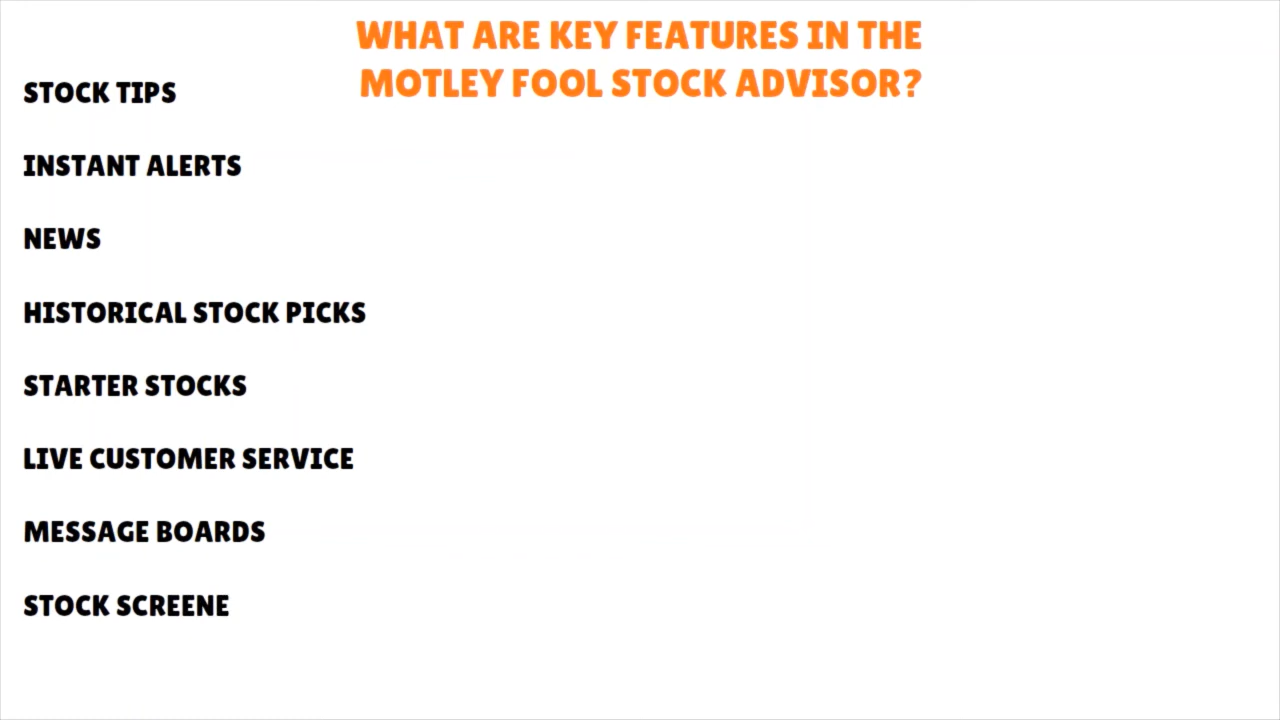 WHAT ARE KEY FEATURES IN THE
MOTLEY FOOL STOCK ADVISOR?
STOCK TIPS
INSTANT ALERTS
NEWS
HISTORICAL STOCK PICKS
STARTER STOCKS
LIVE CUSTOMER SERVICE
MESSAGE BOARDS
STOCK SCREENE